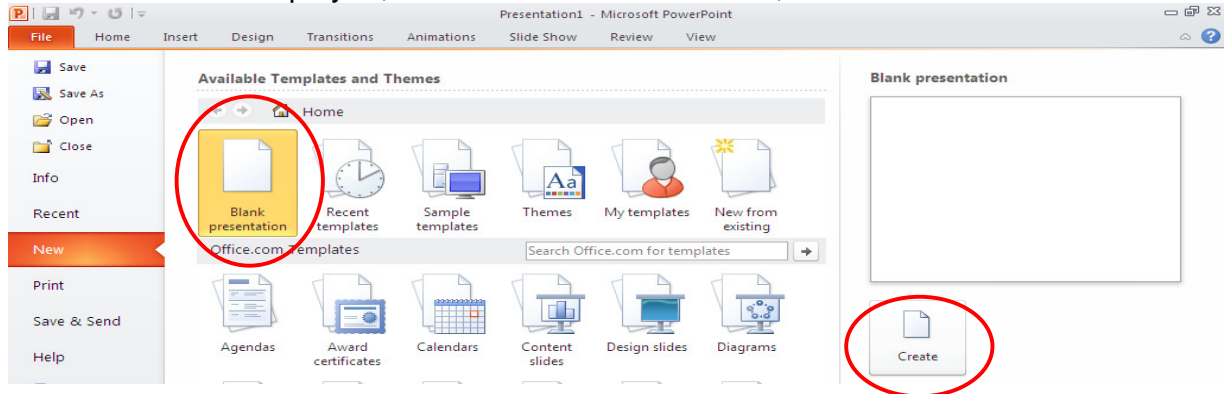 Presentation1 - Microsoft PowerPoint
File Home Insert Design Transitions Animations Slide Show Review View
Save
Save As
Open
Close
Info
Recent
New
Print
Save & Send
Help
Available Templates and Themes
Home
Blank presentation
Recent templates
Sample templates
Themes
My templates
New from existing
Office.com Templates
Search Office.com for templates
Agendas
Award certificates
Calendars
Content slides
Design slides
Diagrams
Blank presentation
Create